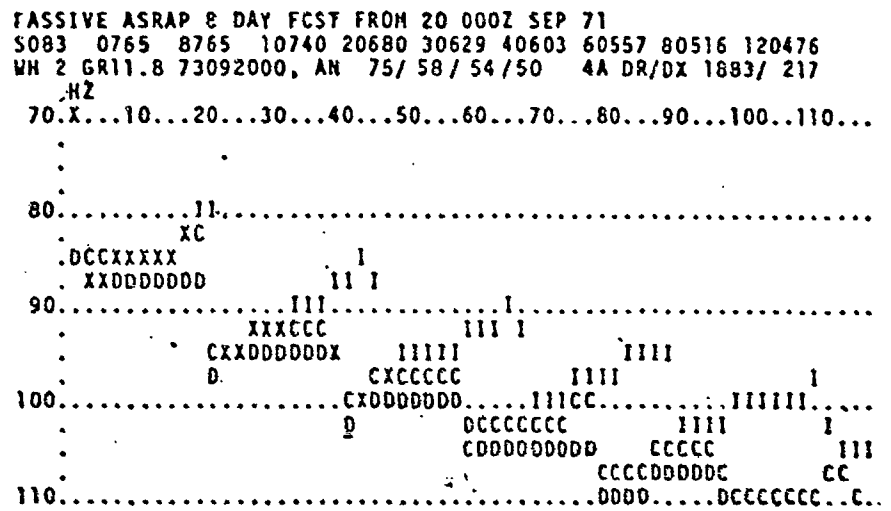 FASSIVE ASRAP 8 DAY FCST FROM 20 000Z SEP 71
S083  0765  8765  10740 20680 30629 40603 60557 80516 120476
WH 2 GR11.8 73092000, AN  75/ 58/ 54/50   4A DR/DX 1883/ 217
    .HZ
 70.X...10...20...30...40...50...60...70...80...90...100..110...
    .
    .
    .
 80..........II..................................................
    .        XC
    .DCCXXXXX             I
    . XXDDDDDDD         II I
 90.................III.............I............................
    .             XXXCCC          III I
    .          CXXDDDDDDX    IIIII            IIII
    .          D.          CXCCCCC        IIII              I
100.....................CXDDDDDDD.....IIICC..........IIIIII.....
    .                    D        DCCCCCCC        IIII       I
    .                             CDDDDDDDDD    CCCCC         III
    .                                       CCCCDDDDDC       CC
110.....................................DDDD.....DCCCCCCC..C..